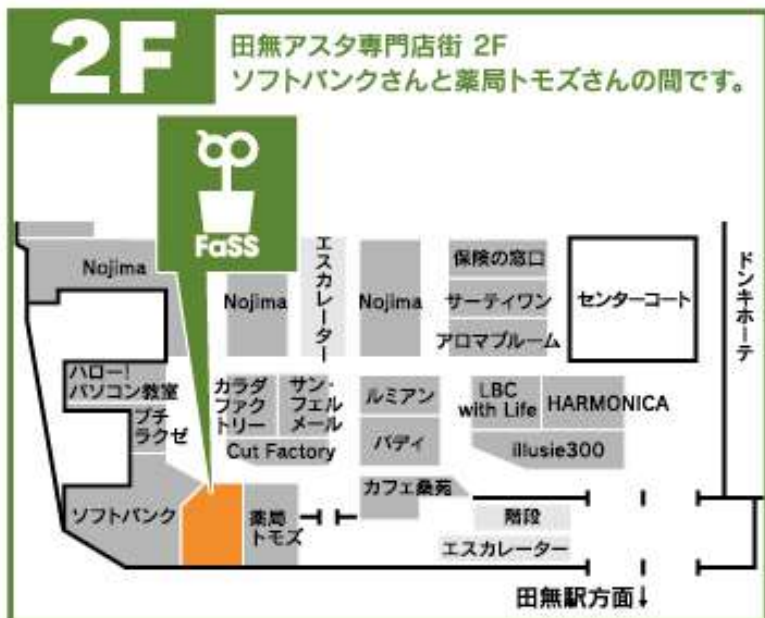 2F
田無アスタ専門店街 2F
ソフトバンクさんと薬局トモズさんの間です。
FaSS
Nojima
Nojima
エスカレーター
Nojima
保険の窓口
サーティワン
アロマブルーム
センターコート
ドンキホーテ
ハロー!
パソコン教室
プチ
ラクゼ
カラダ
ファク
トリー
サン・
フェル
メール
Cut Factory
ルミアン
バディ
LBC
with Life
HARMONICA
illusie300
カフェ桑苑
ソフトバンク
薬局
トモズ
階段
エスカレーター
田無駅方面↓